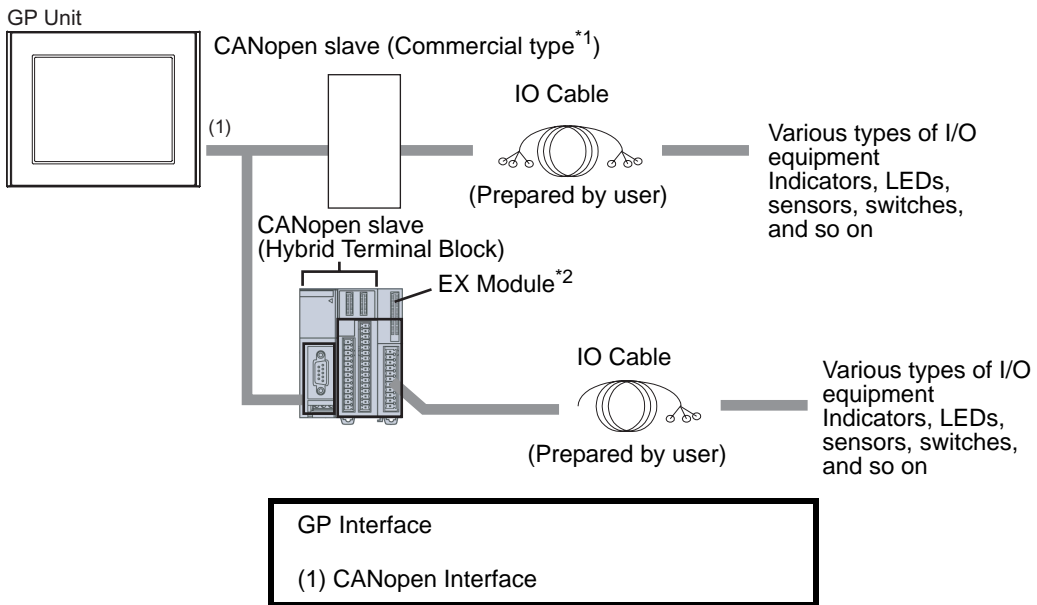 GP Unit
CANopen slave (Commercial type*1)
IO Cable
(1)
Various types of I/O
equipment
Indicators, LEDs,
sensors, switches,
and so on
(Prepared by user)
CANopen slave
(Hybrid Terminal Block)
EX Module*2
IO Cable
Various types of I/O
equipment
Indicators, LEDs,
sensors, switches,
and so on
(Prepared by user)
GP Interface
(1) CANopen Interface